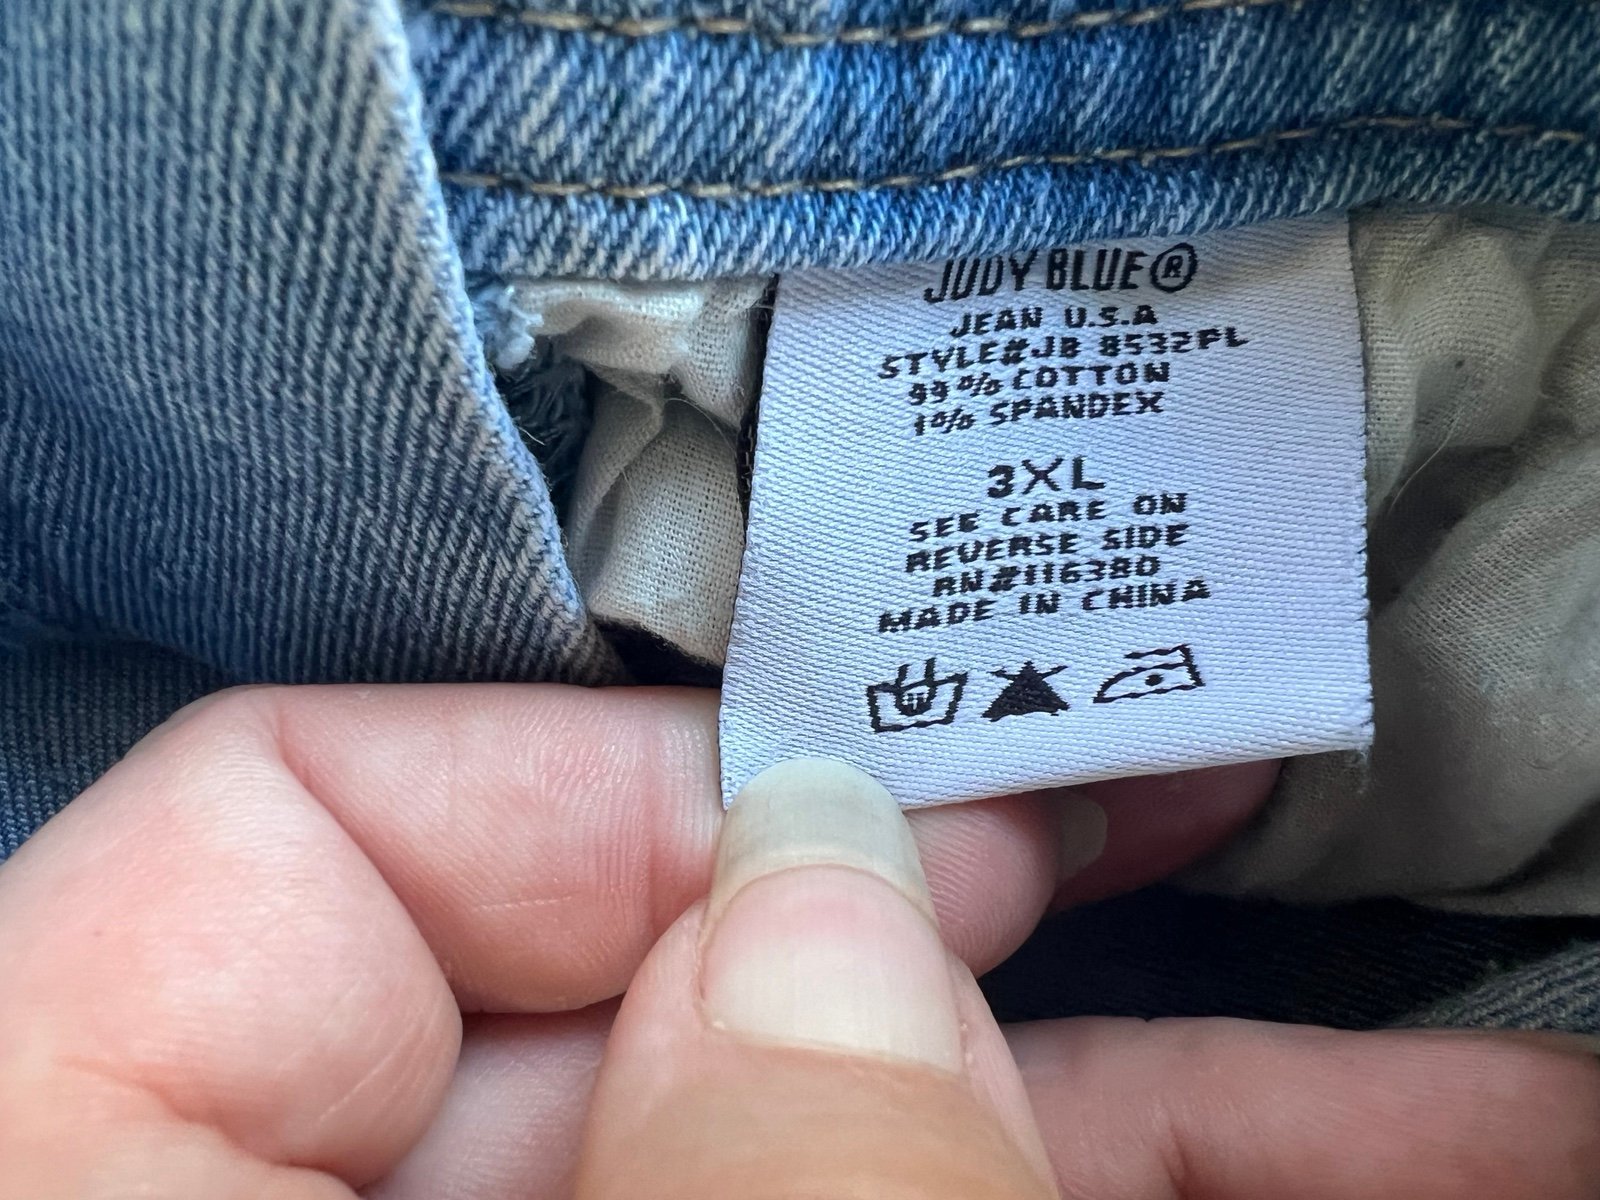 JUDY BLUE®
JEAN U.S.A
STYLE#JB 8532PL
99% COTTON
1% SPANDEX
3XL
SEE CARE ON
REVERSE SIDE
RN#116380
MADE IN CHINA